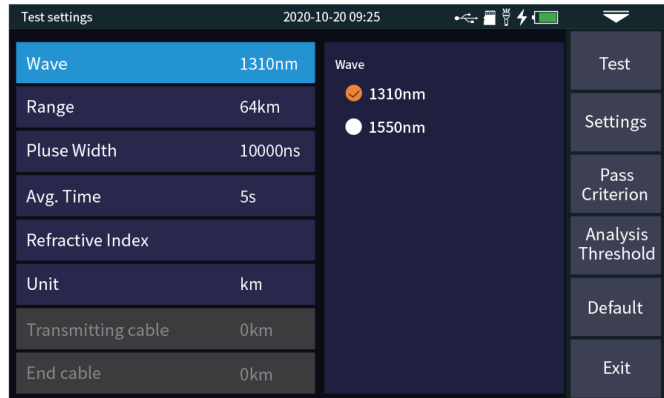 Test settings 2020-10-20 09:25
Wave 1310nm
Range 64km
Pluse Width 10000ns
Avg. Time 5s
Refractive Index
Unit km
Transmitting cable 0km
End cable 0km
Wave
1310nm
1550nm
Test
Settings
Pass
Criterion
Analysis
Threshold
Default
Exit